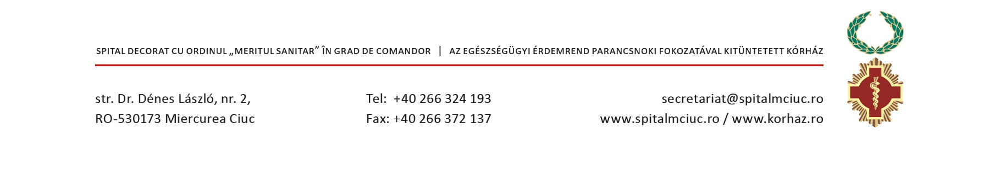 SPITAL DECORAT CU ORDINUL „MERITUL SANITAR” ÎN GRAD DE COMANDOR | AZ EGÉSZSÉGÜGYI ÉRDEMREND PARANCSNOKI FOKOZATÁVAL KITÜNTETETT KÓRHÁZ
str. Dr. Dénes László, nr. 2,
RO-530173 Miercurea Ciuc
Tel: +40 266 324 193
Fax: +40 266 372 137
secretariat@spitalmciuc.ro
www.spitalmciuc.ro / www.korhaz.ro